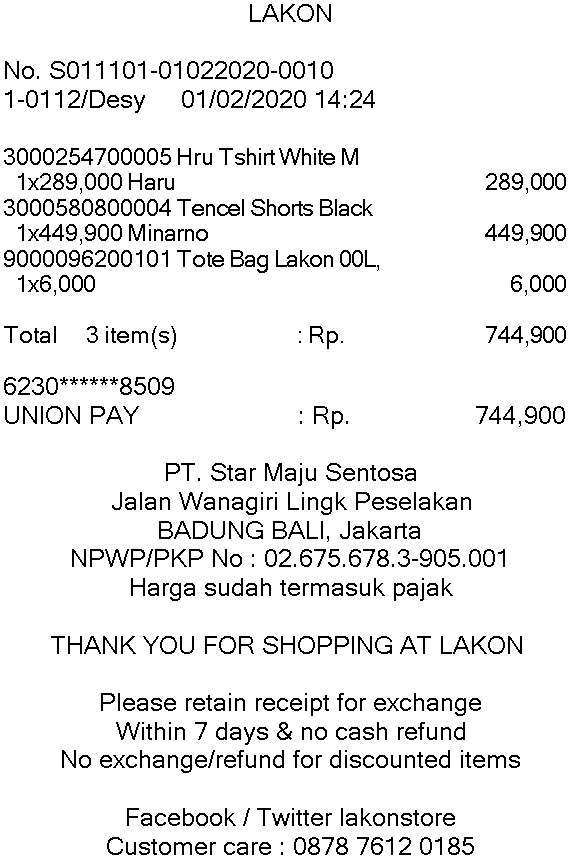 LAKON
No. S011101-01022020-0010
1-0112/Desy 01/02/2020 14:24
3000254700005 Hru Tshirt White M
1x289,000 Haru 289,000
3000580800004 Tencel Shorts Black
1x449,900 Minarno 449,900
9000096200101 Tote Bag Lakon 00L,
1x6,000 6,000
Total 3 item(s) : Rp. 744,900
6230******8509
UNION PAY : Rp. 744,900
PT. Star Maju Sentosa
Jalan Wanagiri Lingk Peselakan
BADUNG BALI, Jakarta
NPWP/PKP No : 02.675.678.3-905.001
Harga sudah termasuk pajak
THANK YOU FOR SHOPPING AT LAKON
Please retain receipt for exchange
Within 7 days & no cash refund
No exchange/refund for discounted items
Facebook / Twitter lakonstore
Customer care : 0878 7612 0185